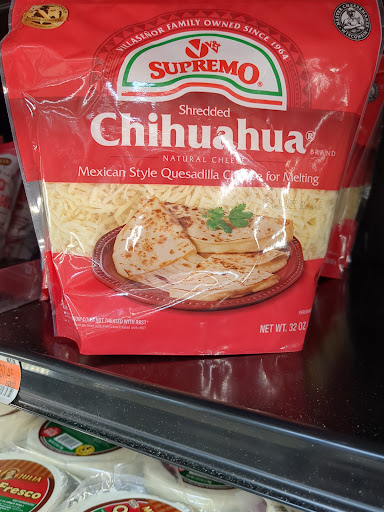 VILLASEÑOR FAMILY OWNED SINCE 1964
V&V
SUPREMO®
Shredded
Chihuahua®
BRAND
NATURAL CHEESE
Mexican Style Quesadilla Cheese for Melting
NET WT. 32 OZ
Fresco